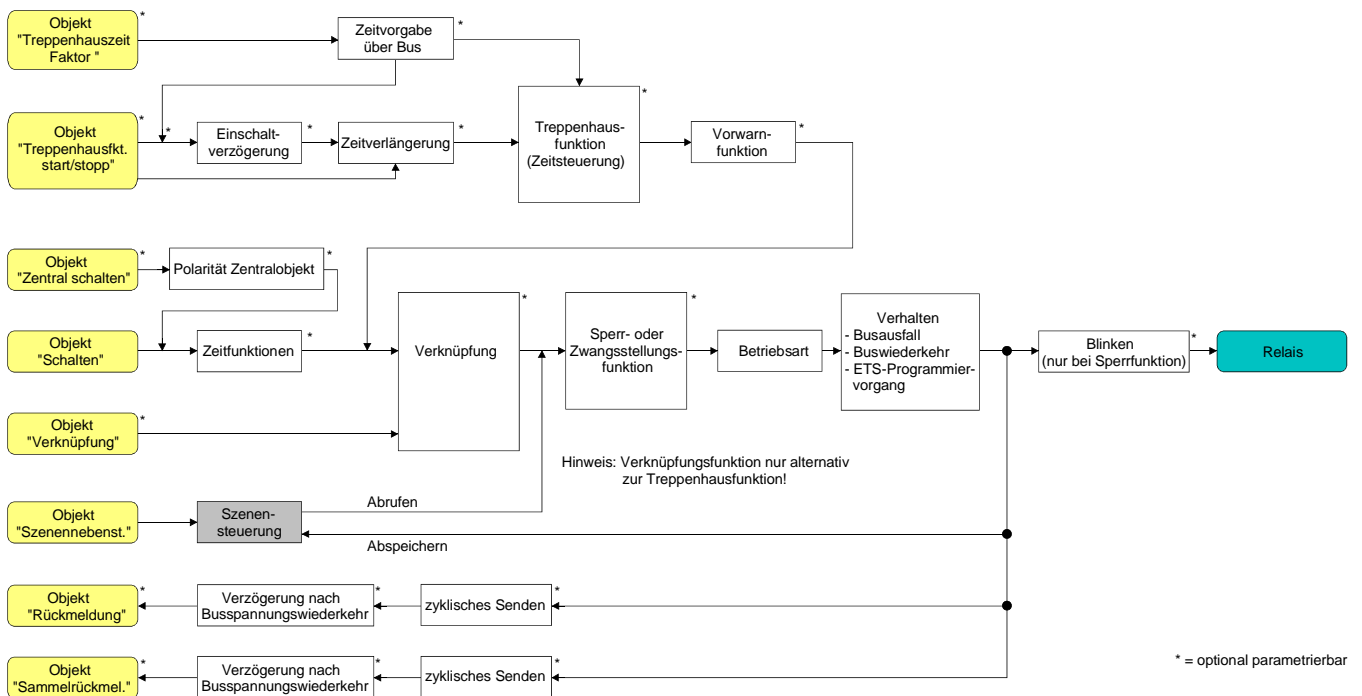 Objekt
"Treppenhauszeit
Faktor "
*
Zeitvorgabe
über Bus
*
Objekt
"Treppenhausfkt.
start/stopp"
*
*
Einschalt-
verzögerung
*
Zeitverlängerung
*
Treppenhaus-
funktion
(Zeitsteuerung)
*
Vorwarn-
funktion
*
Objekt
"Zentral schalten"
*
Polarität Zentralobjekt
*
Objekt
"Schalten"
*
Zeitfunktionen
*
Verknüpfung
*
Sperr- oder
Zwangsstellungs-
funktion
*
Betriebsart
Verhalten
- Busausfall
- Buswiederkehr
- ETS-Programmier-
vorgang
Blinken
(nur bei Sperrfunktion)
*
Relais
Objekt
"Verknüpfung"
*
Hinweis: Verknüpfungsfunktion nur alternativ
zur Treppenhausfunktion!
Objekt
"Szenennebenst."
Szenen-
steuerung
Abrufen
Abspeichern
Objekt
"Rückmeldung"
*
Verzögerung nach
Busspannungswiederkehr
*
zyklisches Senden
*
Objekt
"Sammelrückmel."
*
Verzögerung nach
Busspannungswiederkehr
*
zyklisches Senden
*
* = optional parametrierbar